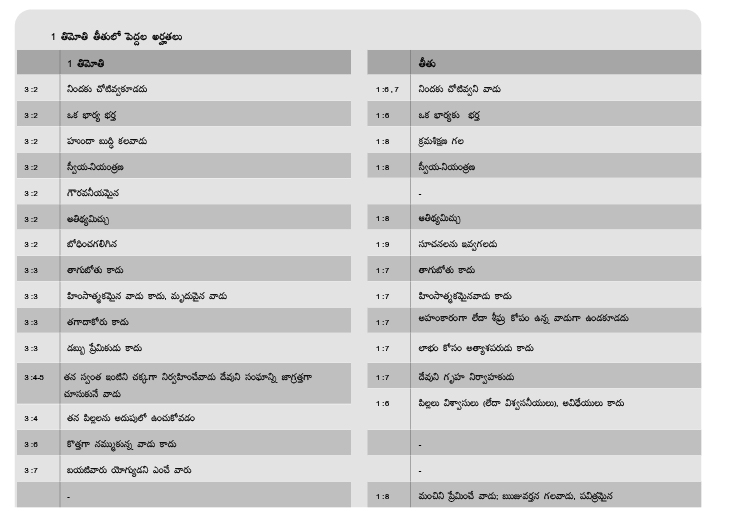 1 తిమోతి తీతులో పెద్దల అర్హతలు
1 తిమోతి తీతు
3:2 నిందకు చోటివ్వకూడదు 1:6,7 నిందకు చోటివ్వని వాడు
3:2 ఒక భార్య భర్త 1:6 ఒక భార్యకు భర్త
3:2 హుందా బుద్ధి కలవాడు 1:8 క్రమశిక్షణ గల
3:2 స్వీయ-నియంత్రణ 1:8 స్వీయ-నియంత్రణ
3:2 గౌరవనీయమైన -
3:2 అతిథ్యమిచ్చు 1:8 అతిథ్యమిచ్చు
3:2 బోధించగలిగిన 1:9 సూచనలను ఇవ్వగలడు
3:3 తాగుబోతు కాదు 1:7 తాగుబోతు కాదు
3:3 హింసాత్మకమైన వాడు కాదు, మృదువైన వాడు 1:7 హింసాత్మకమైనవాడు కాదు
3:3 తగాదాకోరు కాదు 1:7 అహంకారంగా లేదా శీఘ్ర కోపం ఉన్న వాడుగా ఉండకూడదు
3:3 డబ్బు ప్రేమికుడు కాదు 1:7 లాభం కోసం అత్యాశపరుడు కాదు
3:4-5 తన స్వంత ఇంటిని చక్కగా నిర్వహించేవాడు దేవుని సంఘాన్ని జాగ్రత్తగా 1:7 దేవుని గృహ నిర్వాహకుడు
చూసుకునే వాడు
3:4 తన పిల్లలను అదుపులో ఉంచుకోవడం 1:6 పిల్లలు విశ్వాసులు (లేదా విశ్వసనీయులు), అవిధేయులు కాదు
3:6 కొత్తగా నమ్ముకున్న వాడు కాదు -
3:7 బయటివారు యోగ్యుడని ఎంచే వారు -
- 1:8 మంచిని ప్రేమించే వాడు; ఋజువర్తన గలవాడు, పవిత్రమైన